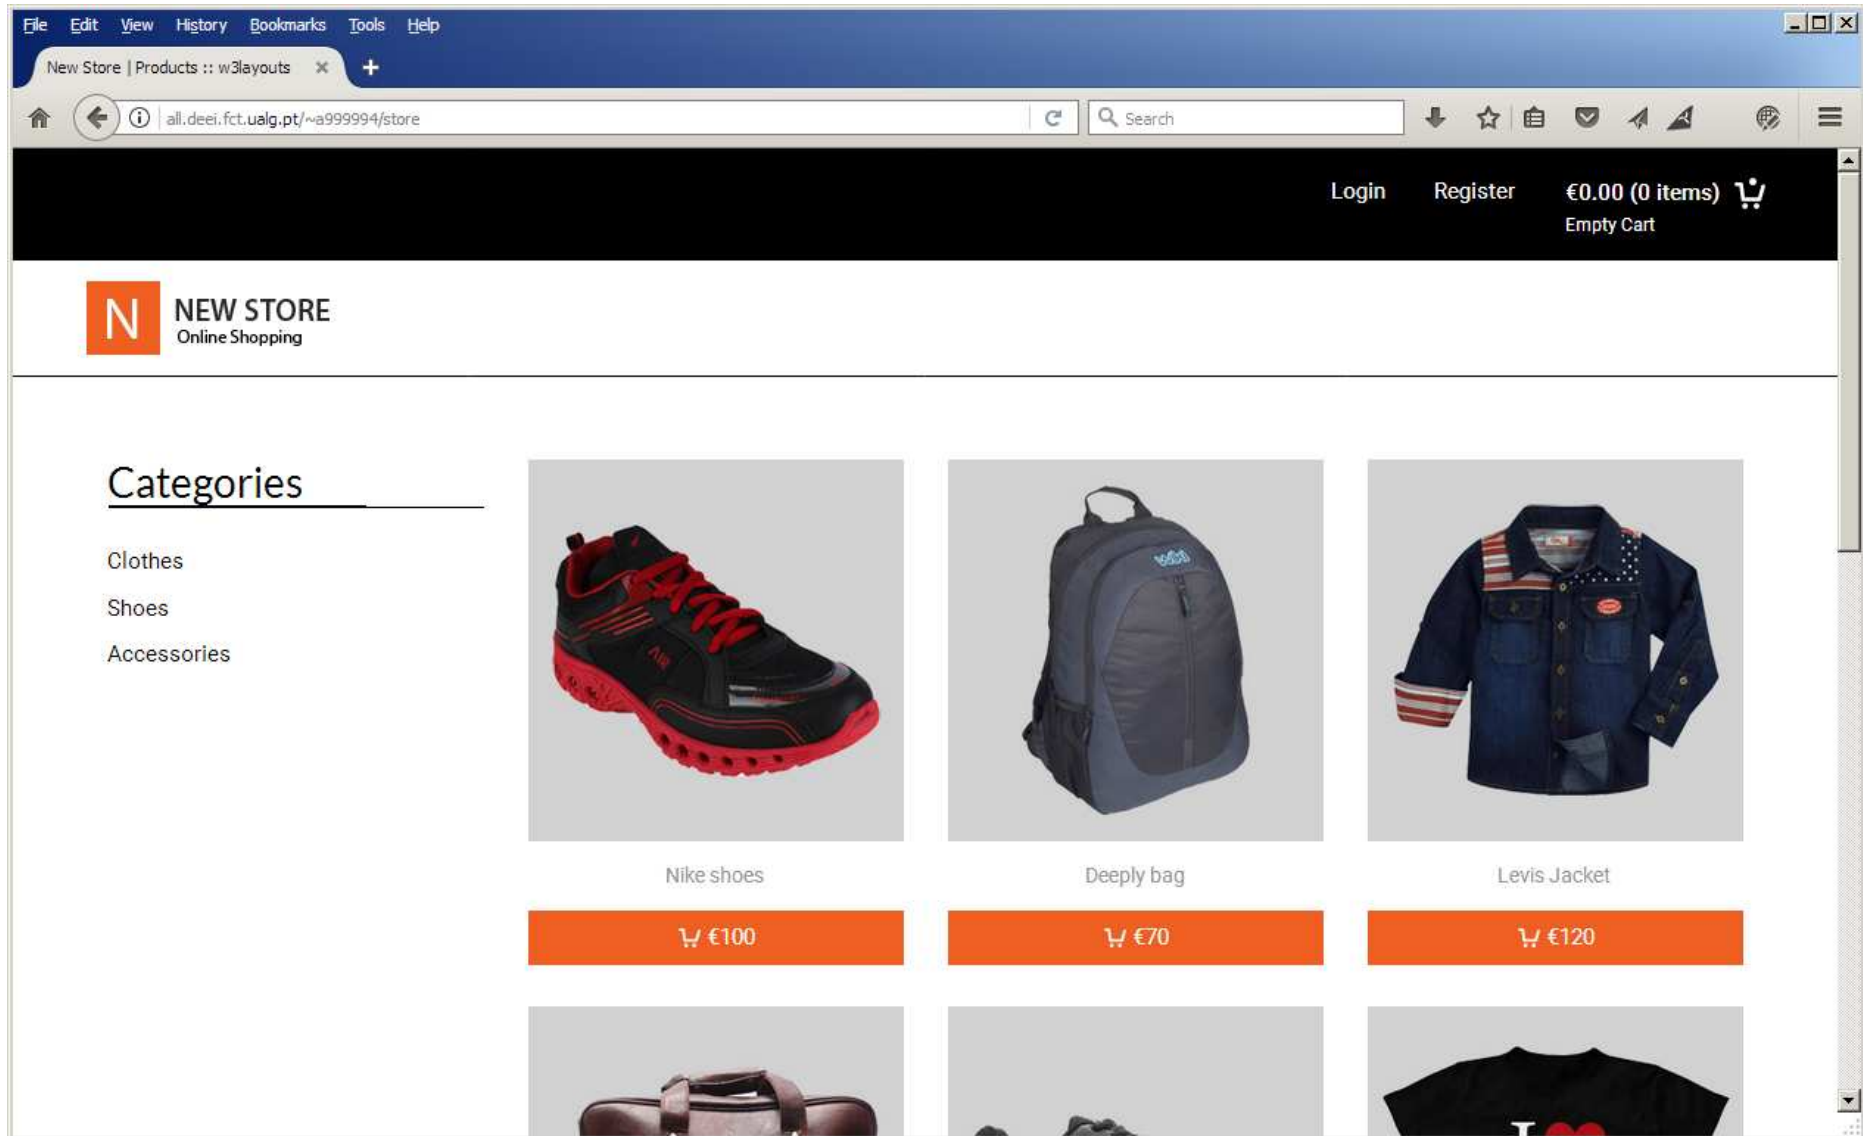 File Edit View History Bookmarks Tools Help
New Store | Products :: w3layouts
all.deei.fct.ualg.pt/~a999994/store
Search
Login Register €0.00 (0 items)
Empty Cart
N NEW STORE
Online Shopping
Categories
Clothes
Shoes
Accessories
AIR
Nike shoes Deeply bag Levis Jacket
€100 €70 €120
I